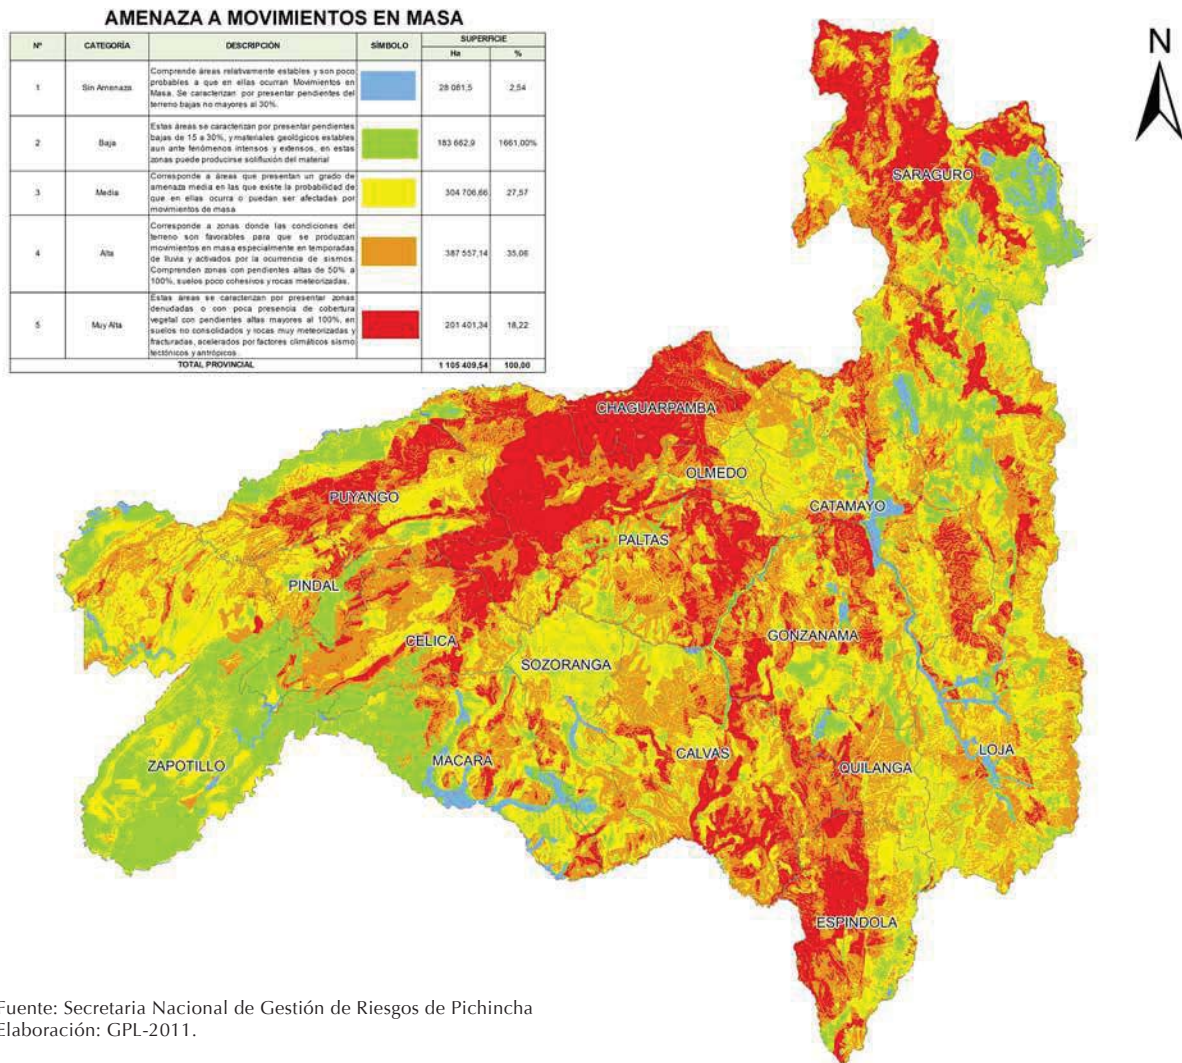 AMENAZA A MOVIMIENTOS EN MASA
Nº CATEGORÍA DESCRIPCIÓN SÍMBOLO SUPERFICIE
Ha %
1 Sin Amenaza
Comprende áreas relativamente estables y son poco
probables a que en ellas ocurran Movimientos en
Masa. Se caracterizan por presentar pendientes del
terreno bajas no mayores al 30%.
28 081,5 2,54
2 Baja
Estas áreas se caracterizan por presentar pendientes
bajas de 15 a 30%, y materiales geológicos estables
aun ante fenómenos intensos y extensos, en estas
zonas puede producirse solifluxión del material
183 662,9 1661,00%
3 Media
Corresponde a áreas que presentan un grado de
amenaza media en las que existe la probabilidad de
que en ellas ocurra o puedan ser afectadas por
movimientos de masa
304 706,66 27,57
4 Alta
Corresponde a zonas donde las condiciones del
terreno son favorables para que se produzcan
movimientos en masa especialmente en temporadas
de lluvia y activados por la ocurrencia de sismos.
Comprenden zonas con pendientes altas de 50% a
100%, suelos poco cohesivos y rocas meteorizadas.
387 557,14 35,06
5 Muy Alta
Estas áreas se caracterizan por presentar zonas
denudadas o con poca presencia de cobertura
vegetal con pendientes altas mayores al 100%, en
suelos no consolidados y rocas muy meteorizadas y
fracturadas, acelerados por factores climáticos sismo
tectónicos y antrópicos .
201 401,34 18,22
TOTAL PROVINCIAL 1 105 409,54 100,00
N
SARAGURO
CHAGUARPAMBA
OLMEDO
PUYANGO
CATAMAYO
PALTAS
PINDAL
CELICA
GONZANAMA
SOZORANGA
ZAPOTILLO
MACARA
CALVAS
QUILANGA
LOJA
ESPINDOLA
Fuente: Secretaria Nacional de Gestión de Riesgos de Pichincha
Elaboración: GPL-2011.